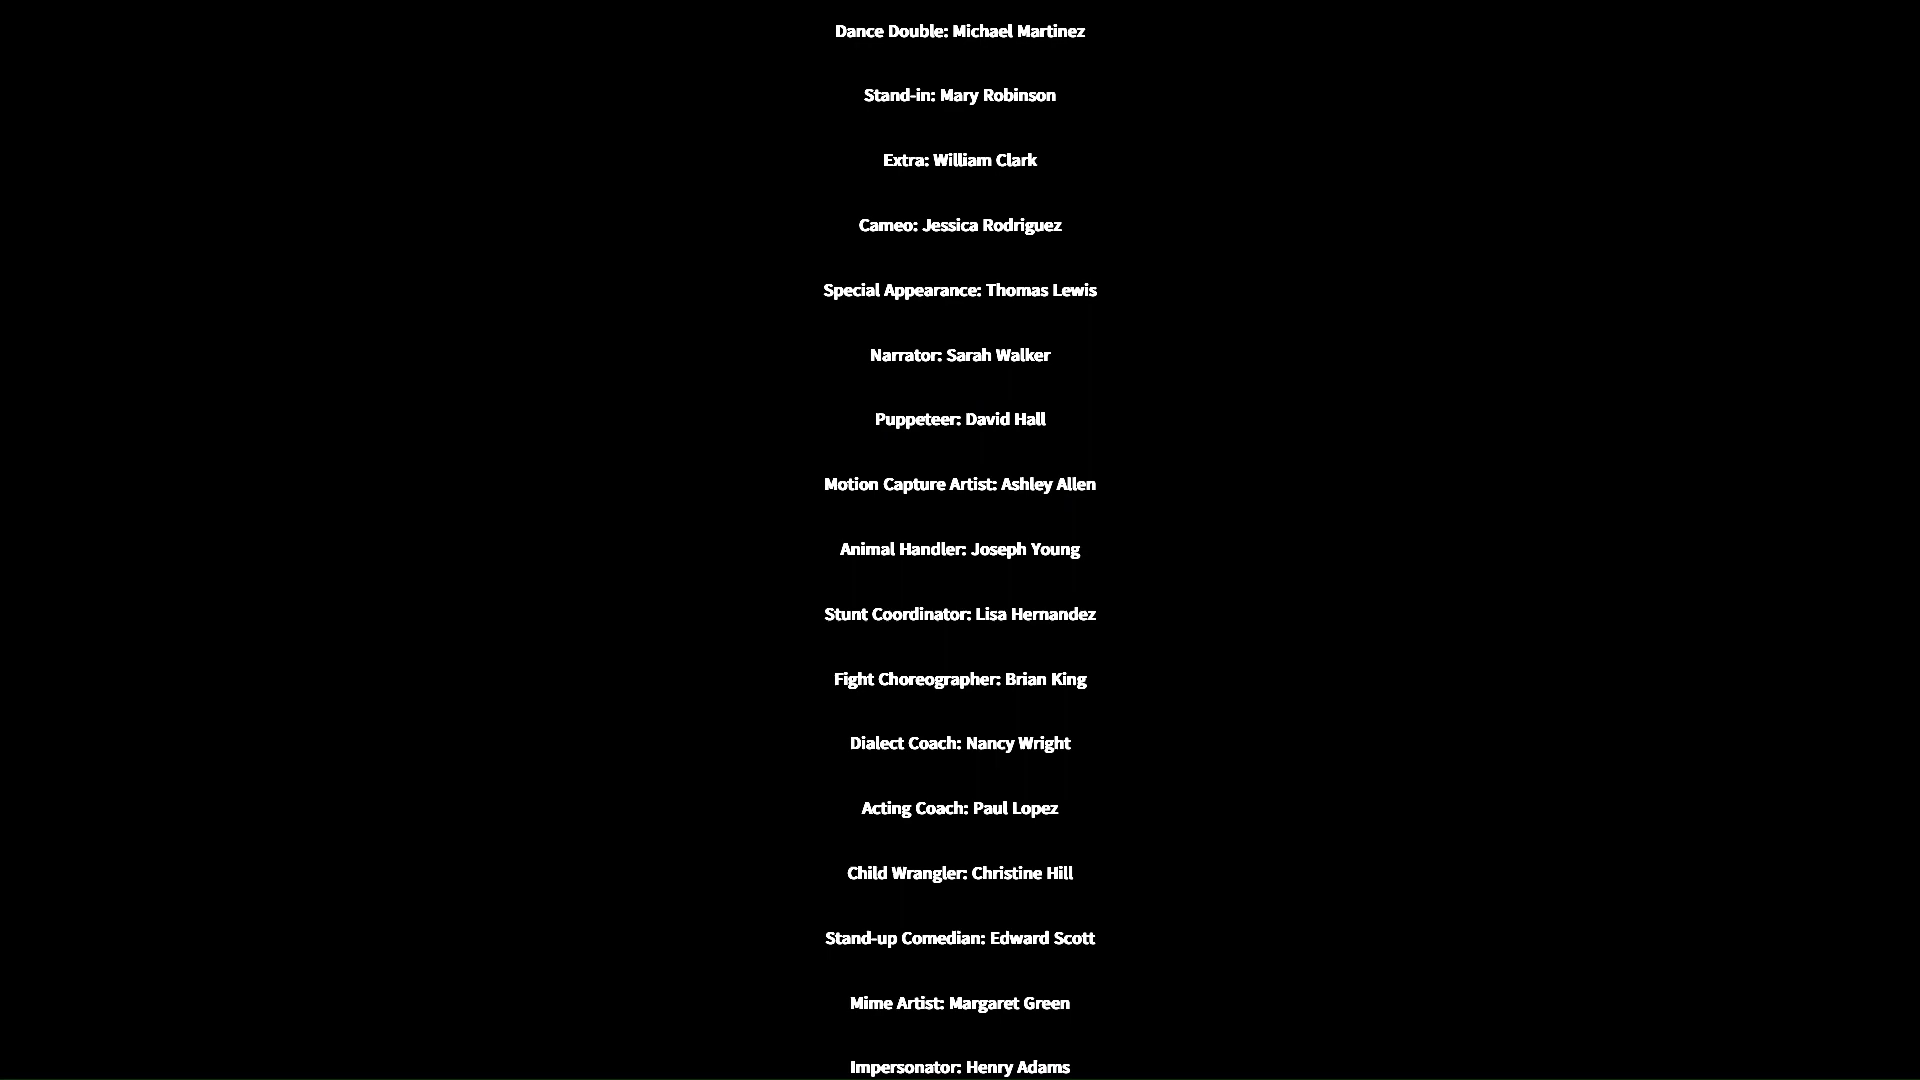 Dance Double: Michael Martinez
Stand-in: Mary Robinson
Extra: William Clark
Cameo: Jessica Rodriguez
Special Appearance: Thomas Lewis
Narrator: Sarah Walker
Puppeteer: David Hall
Motion Capture Artist: Ashley Allen
Animal Handler: Joseph Young
Stunt Coordinator: Lisa Hernandez
Fight Choreographer: Brian King
Dialect Coach: Nancy Wright
Acting Coach: Paul Lopez
Child Wrangler: Christine Hill
Stand-up Comedian: Edward Scott
Mime Artist: Margaret Green
Impersonator: Henry Adams